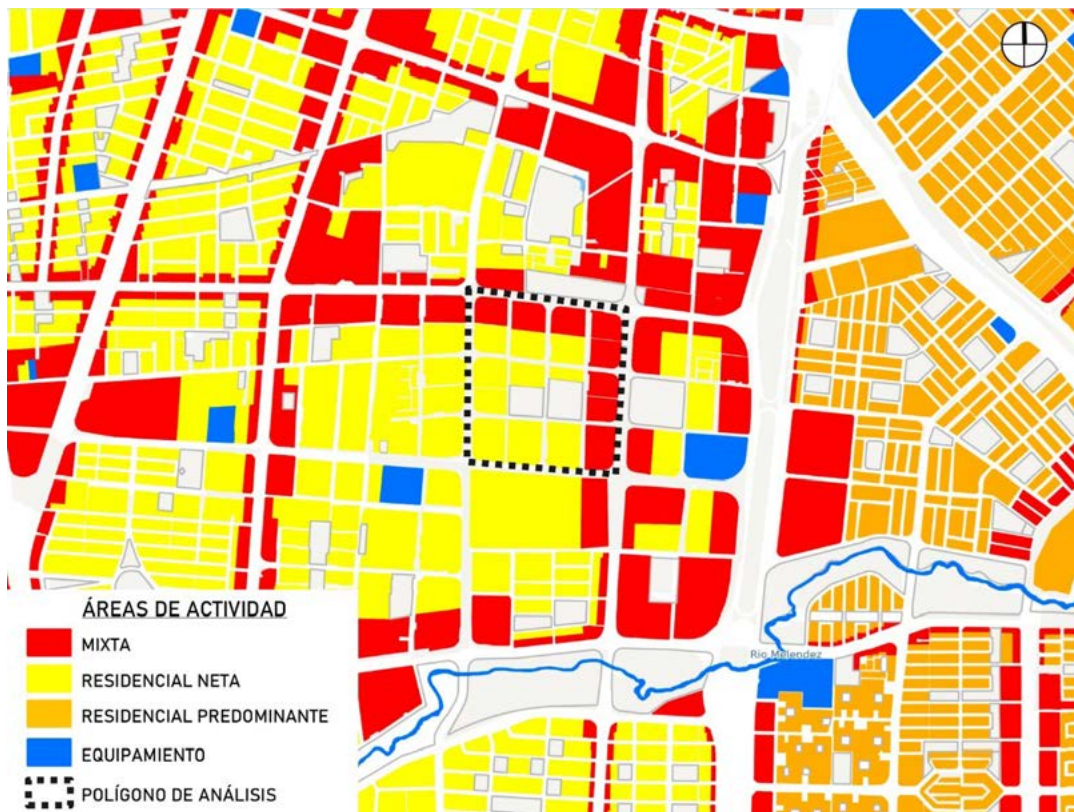 Rio Melendez
ÁREAS DE ACTIVIDAD
MIXTA
RESIDENCIAL NETA
RESIDENCIAL PREDOMINANTE
EQUIPAMIENTO
POLÍGONO DE ANÁLISIS